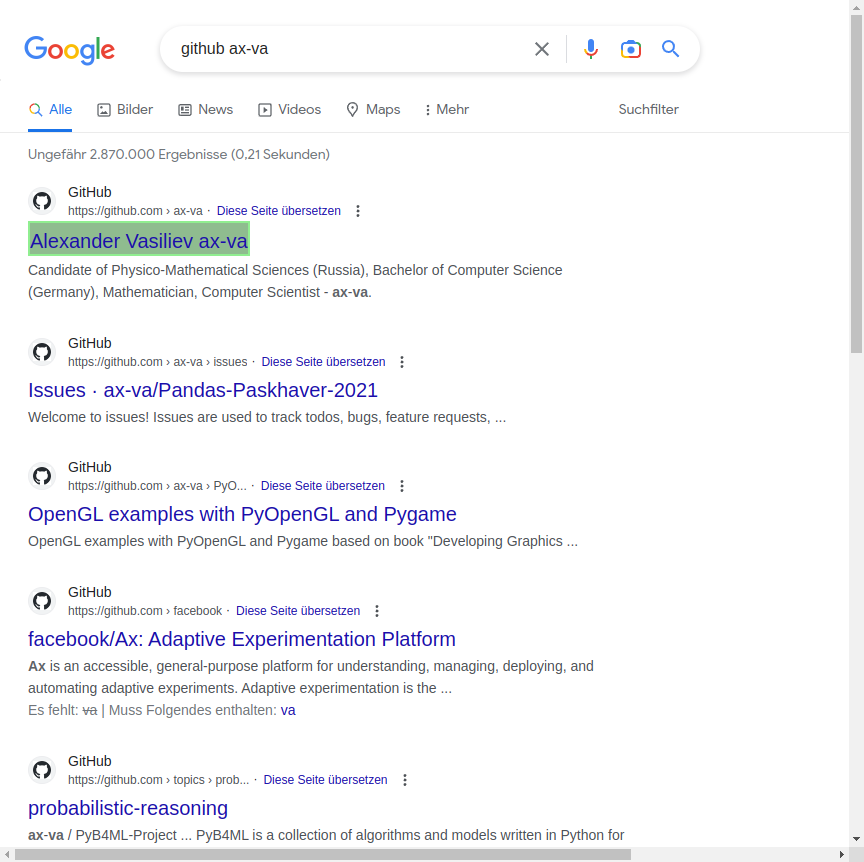 Google
github ax-va
Alle
Bilder
News
Videos
Maps
Mehr
Suchfilter
Ungefähr 2.870.000 Ergebnisse (0,21 Sekunden)
GitHub
https://github.com › ax-va · Diese Seite übersetzen
Alexander Vasiliev ax-va
Candidate of Physico-Mathematical Sciences (Russia), Bachelor of Computer Science
(Germany), Mathematician, Computer Scientist - ax-va.
GitHub
https://github.com › ax-va › issues · Diese Seite übersetzen
Issues · ax-va/Pandas-Paskhaver-2021
Welcome to issues! Issues are used to track todos, bugs, feature requests, ...
GitHub
https://github.com › ax-va › PyO... · Diese Seite übersetzen
OpenGL examples with PyOpenGL and Pygame
OpenGL examples with PyOpenGL and Pygame based on book "Developing Graphics ...
GitHub
https://github.com › facebook · Diese Seite übersetzen
facebook/Ax: Adaptive Experimentation Platform
Ax is an accessible, general-purpose platform for understanding, managing, deploying, and
automating adaptive experiments. Adaptive experimentation is the ...
Es fehlt: va | Muss Folgendes enthalten: va
GitHub
https://github.com › topics › prob... · Diese Seite übersetzen
probabilistic-reasoning
ax-va / PyB4ML-Project ... PyB4ML is a collection of algorithms and models written in Python for